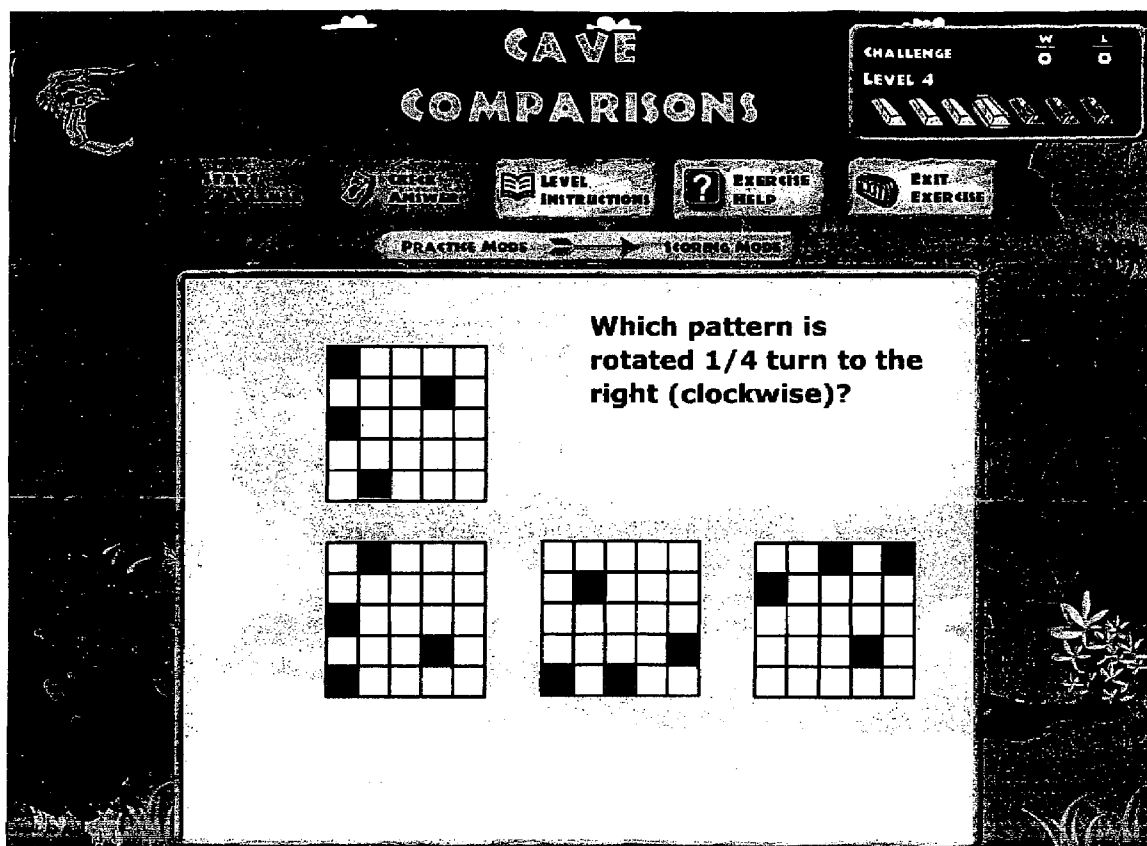 CAVE
COMPARISONS
CHALLENGE
W
L
0
0
LEVEL 4
ANSWER
LEVEL
INSTRUCTIONS
EXERCISE
HELP
EXIT
EXERCISE
PRACTICE MODE
SCORING MODE
Which pattern is
rotated 1/4 turn to the
right (clockwise)?